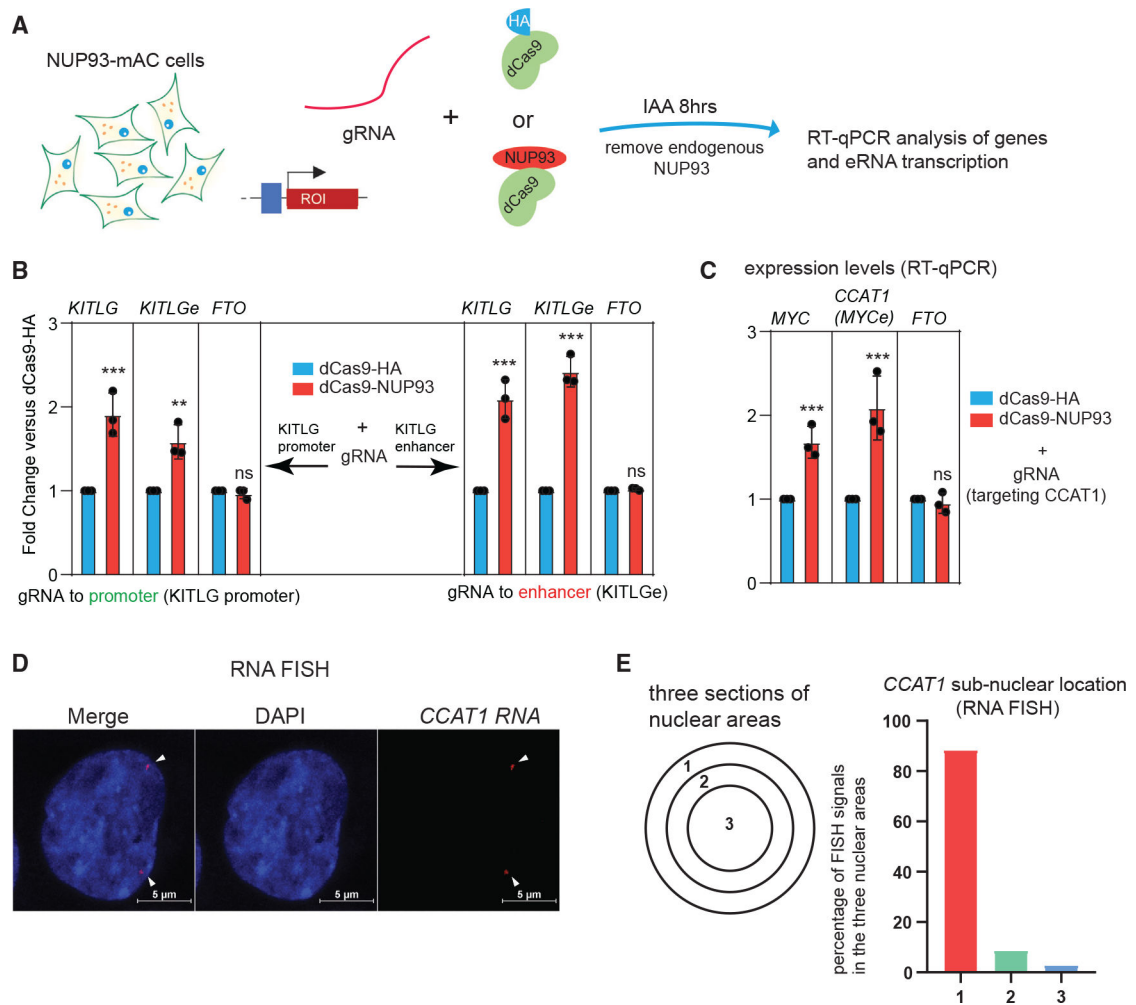 A
NUP93-mAC cells
gRNA
ROI
+
HA
dCas9
or
NUP93
dCas9
IAA 8hrs
remove endogenous
NUP93
RT-qPCR analysis of genes
and eRNA transcription
B
Fold Change versus dCas9-HA
KITLG KITLGe FTO
3
2
1
0
***
**
ns
dCas9-HA
dCas9-NUP93
+
gRNA
KITLG
promoter
KITLG
enhancer
KITLG KITLGe FTO
***
***
ns
gRNA to promoter (KITLG promoter)
gRNA to enhancer (KITLGe)
C
expression levels (RT-qPCR)
MYC
CCAT1
(MYCe)
FTO
3
2
1
0
***
***
ns
dCas9-HA
dCas9-NUP93
+
gRNA
(targeting CCAT1)
D
RNA FISH
Merge
DAPI
CCAT1 RNA
5 μm
5 μm
5 μm
E
three sections of
nuclear areas
1
2
3
CCAT1 sub-nuclear location
(RNA FISH)
percentage of FISH signals
in the three nuclear areas
100
80
60
40
20
0
1 2 3